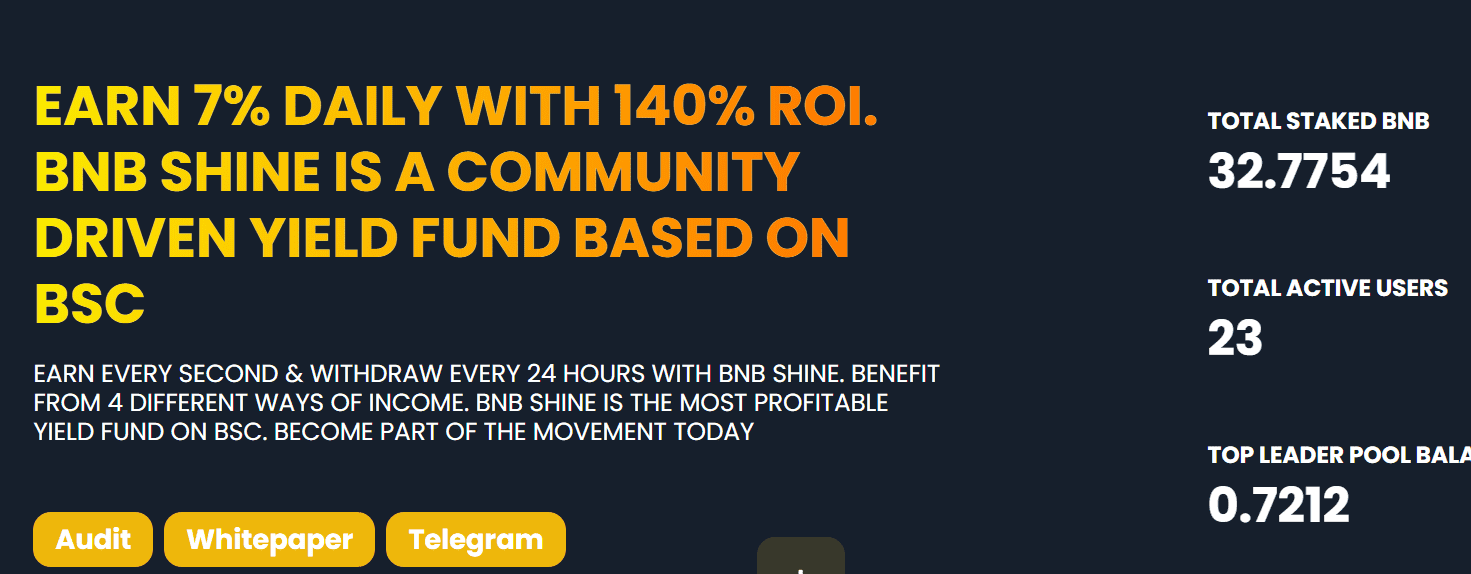 EARN 7% DAILY WITH 140% ROI.
BNB SHINE IS A COMMUNITY
DRIVEN YIELD FUND BASED ON
BSC
EARN EVERY SECOND & WITHDRAW EVERY 24 HOURS WITH BNB SHINE. BENEFIT
FROM 4 DIFFERENT WAYS OF INCOME. BNB SHINE IS THE MOST PROFITABLE
YIELD FUND ON BSC. BECOME PART OF THE MOVEMENT TODAY
Audit
Whitepaper
Telegram
TOTAL STAKED BNB
32.7754
TOTAL ACTIVE USERS
23
TOP LEADER POOL BALA
0.7212